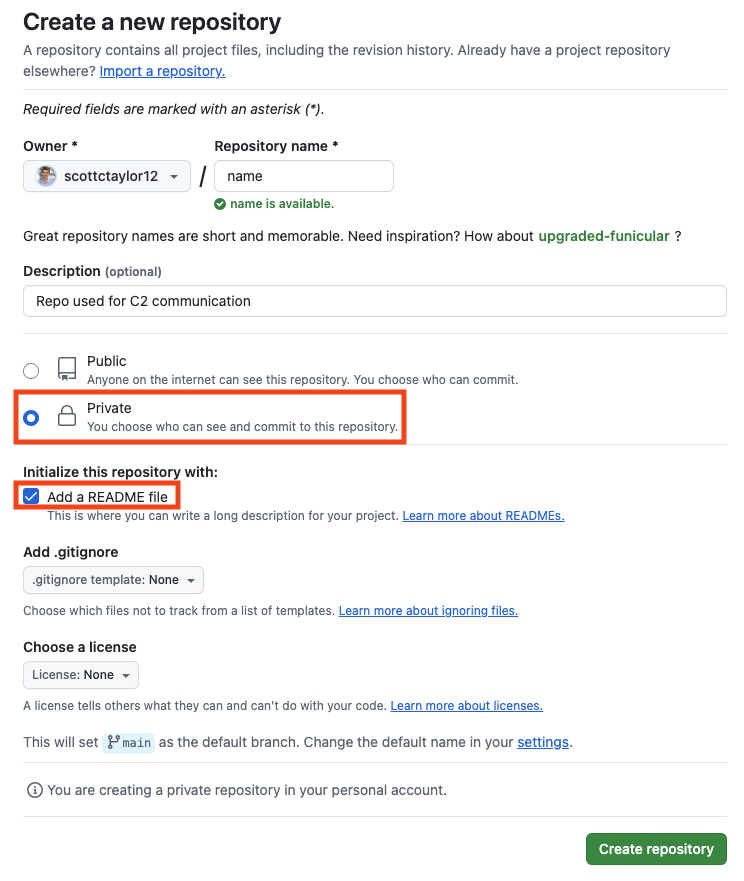 Create a new repository
A repository contains all project files, including the revision history. Already have a project repository
elsewhere? Import a repository.
Required fields are marked with an asterisk (*).
Owner * Repository name *
scottctaylor12 / name
name is available.
Great repository names are short and memorable. Need inspiration? How about upgraded-funicular ?
Description (optional)
Repo used for C2 communication
Public
Anyone on the internet can see this repository. You choose who can commit.
Private
You choose who can see and commit to this repository.
Initialize this repository with:
Add a README file
This is where you can write a long description for your project. Learn more about READMEs.
Add .gitignore
.gitignore template: None
Choose which files not to track from a list of templates. Learn more about ignoring files.
Choose a license
License: None
A license tells others what they can and can't do with your code. Learn more about licenses.
This will set main as the default branch. Change the default name in your settings.
You are creating a private repository in your personal account.
Create repository